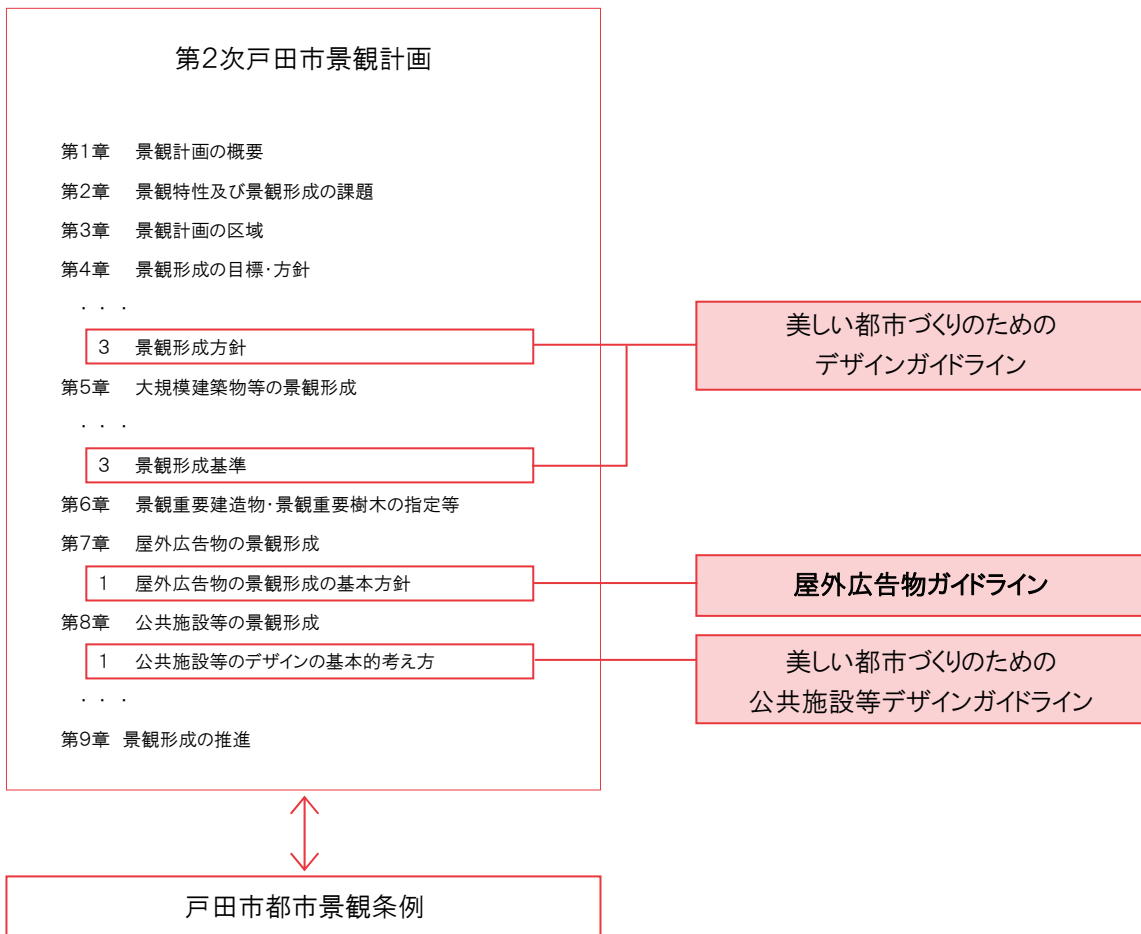 第2次戸田市景観計画
第1章 景観計画の概要
第2章 景観特性及び景観形成の課題
第3章 景観計画の区域
第4章 景観形成の目標・方針
・・・
3 景観形成方針
第5章 大規模建築物等の景観形成
・・・
3 景観形成基準
第6章 景観重要建造物・景観重要樹木の指定等
第7章 屋外広告物の景観形成
1 屋外広告物の景観形成の基本方針
第8章 公共施設等の景観形成
1 公共施設等のデザインの基本的考え方
・・・
第9章 景観形成の推進
美しい都市づくりのための
デザインガイドライン
屋外広告物ガイドライン
美しい都市づくりのための
公共施設等デザインガイドライン
戸田市都市景観条例